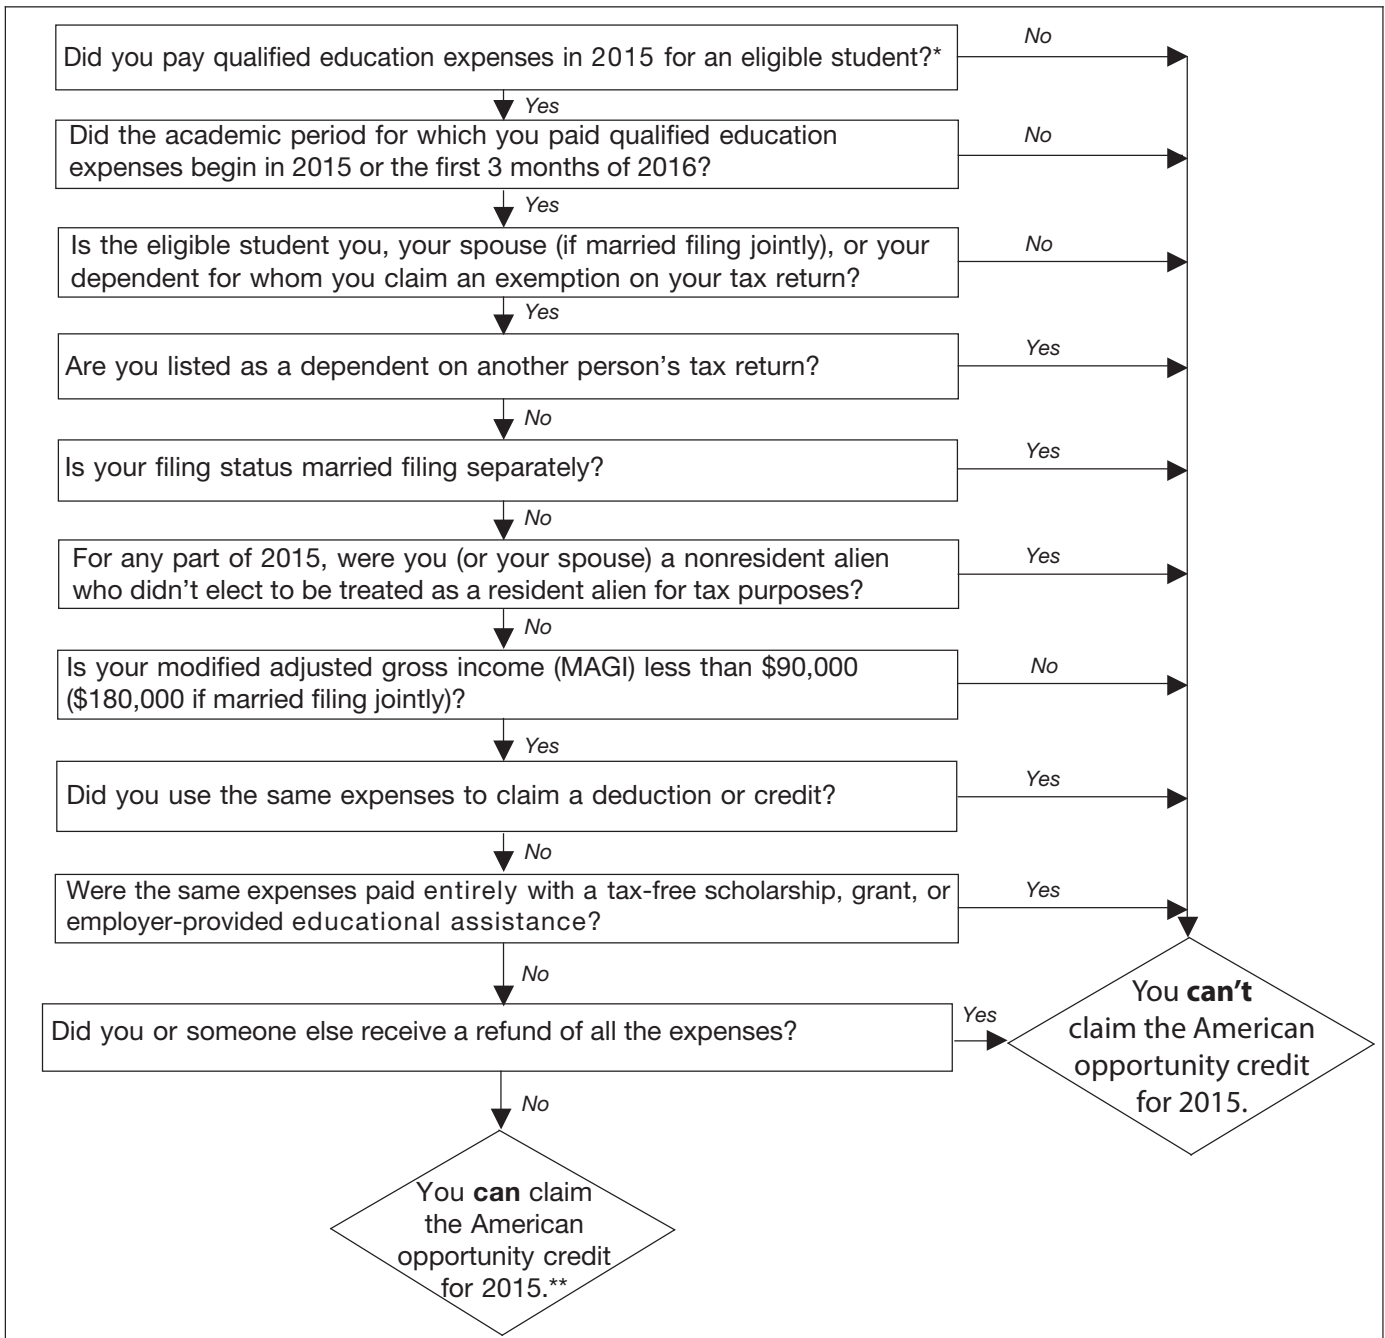 Did you pay qualified education expenses in 2015 for an eligible student?*
No
Yes
Did the academic period for which you paid qualified education
expenses begin in 2015 or the first 3 months of 2016?
No
Yes
Is the eligible student you, your spouse (if married filing jointly), or your
dependent for whom you claim an exemption on your tax return?
No
Yes
Are you listed as a dependent on another person's tax return?
Yes
No
Is your filing status married filing separately?
Yes
No
For any part of 2015, were you (or your spouse) a nonresident alien
who didn't elect to be treated as a resident alien for tax purposes?
Yes
No
Is your modified adjusted gross income (MAGI) less than $90,000
($180,000 if married filing jointly)?
No
Yes
Did you use the same expenses to claim a deduction or credit?
Yes
No
Were the same expenses paid entirely with a tax-free scholarship, grant, or
employer-provided educational assistance?
Yes
No
Did you or someone else receive a refund of all the expenses?
Yes
You can't
claim the American
opportunity credit
for 2015.
No
You can claim
the American
opportunity credit
for 2015.**